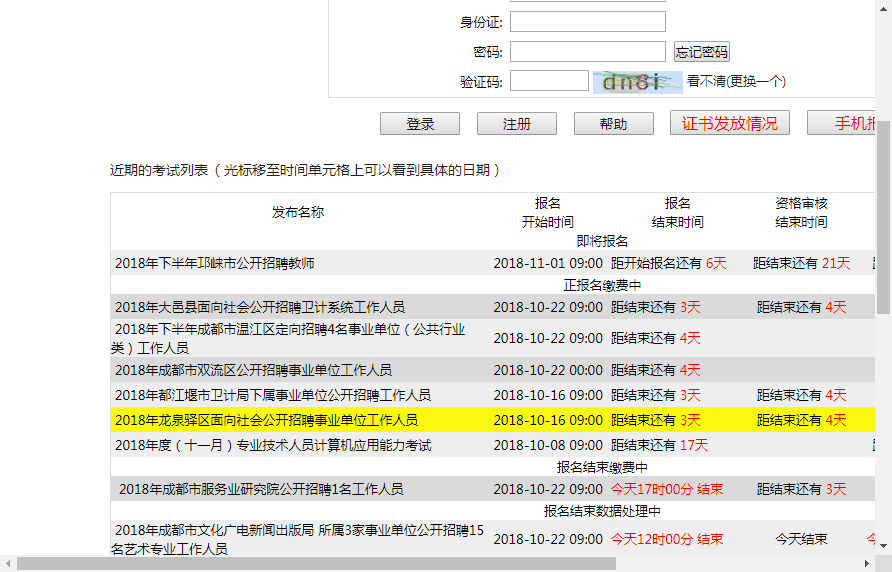 身份证:
密码: 忘记密码
验证码: dn8i 看不清(更换一个)
登录 注册 帮助 证书发放情况 手机报
近期的考试列表（光标移至时间单元格上可以看到具体的日期）
发布名称 报名 开始时间 报名 结束时间 资格审核 结束时间
即将报名
2018年下半年邛崃市公开招聘教师 2018-11-01 09:00 距开始报名还有 6天 距结束还有 21天
正报名缴费中
2018年大邑县面向社会公开招聘卫计系统工作人员 2018-10-22 09:00 距结束还有 3天 距结束还有 4天
2018年下半年成都市温江区定向招聘4名事业单位（公共行业
类）工作人员 2018-10-22 09:00 距结束还有 4天
2018年成都市双流区公开招聘事业单位工作人员 2018-10-22 00:00 距结束还有 4天
2018年都江堰市卫计局下属事业单位公开招聘工作人员 2018-10-16 09:00 距结束还有 3天 距结束还有 4天
2018年龙泉驿区面向社会公开招聘事业单位工作人员 2018-10-16 09:00 距结束还有 3天 距结束还有 4天
2018年度（十一月）专业技术人员计算机应用能力考试 2018-10-08 09:00 距结束还有 17天
报名结束缴费中
2018年成都市服务业研究院公开招聘1名工作人员 2018-10-22 09:00 今天17时00分 结束 距结束还有 3天
报名结束数据处理中
2018年成都市文化广电新闻出版局 所属3家事业单位公开招聘15
名艺术专业工作人员 2018-10-22 09:00 今天12时00分 结束 今天结束